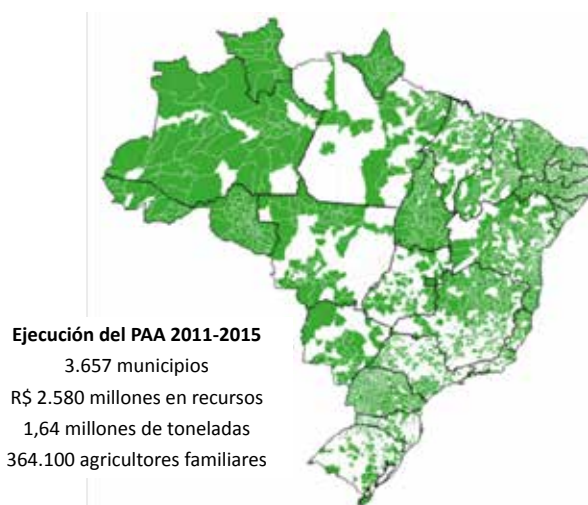 Ejecución del PAA 2011-2015
3.657 municipios
R$ 2.580 millones en recursos
1,64 millones de toneladas
364.100 agricultores familiares